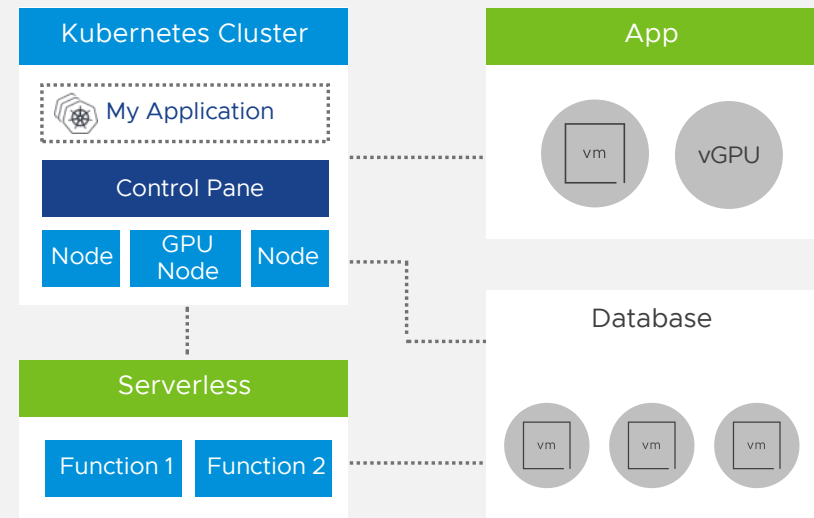 Kubernetes Cluster
My Application
Control Pane
Node
GPU
Node
Node
Serverless
Function 1
Function 2
App
vm
vGPU
Database
vm
vm
vm